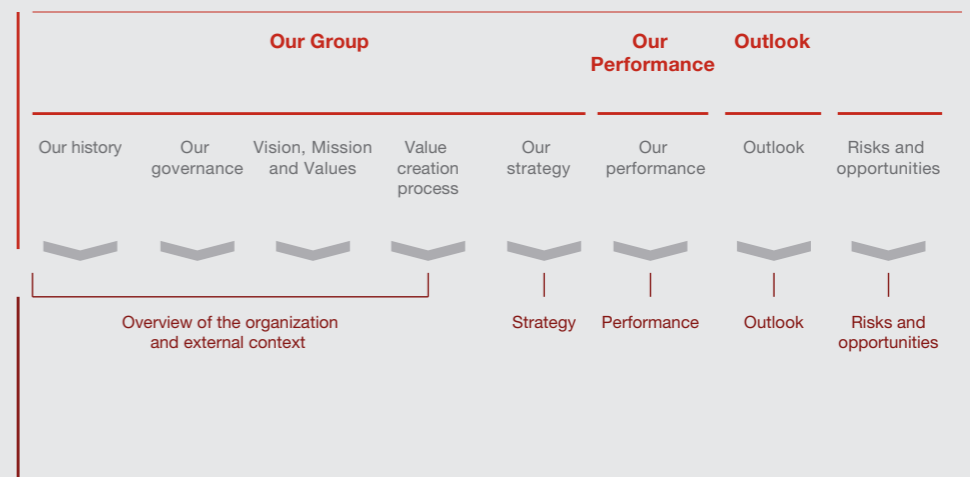 Our Group
Our
Performance
Outlook
Our history
Our
governance
Vision, Mission
and Values
Value
creation
process
Our
strategy
Our
performance
Outlook
Risks and
opportunities
Overview of the organization
and external context
Strategy
Performance
Outlook
Risks and
opportunities